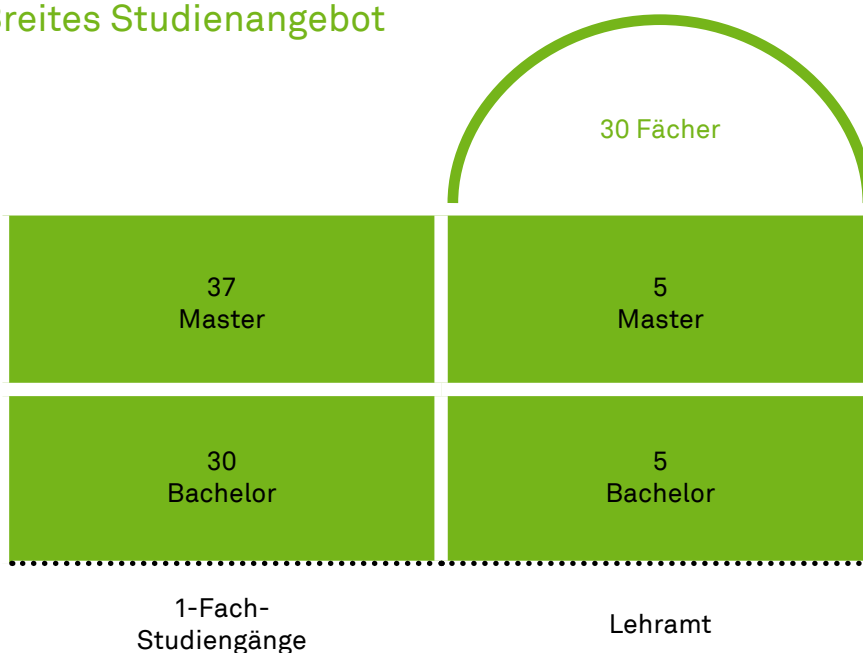 reites Studienangebot
30 Fächer
37
Master
5
Master
30
Bachelor
5
Bachelor
1-Fach-
Studiengänge
Lehramt